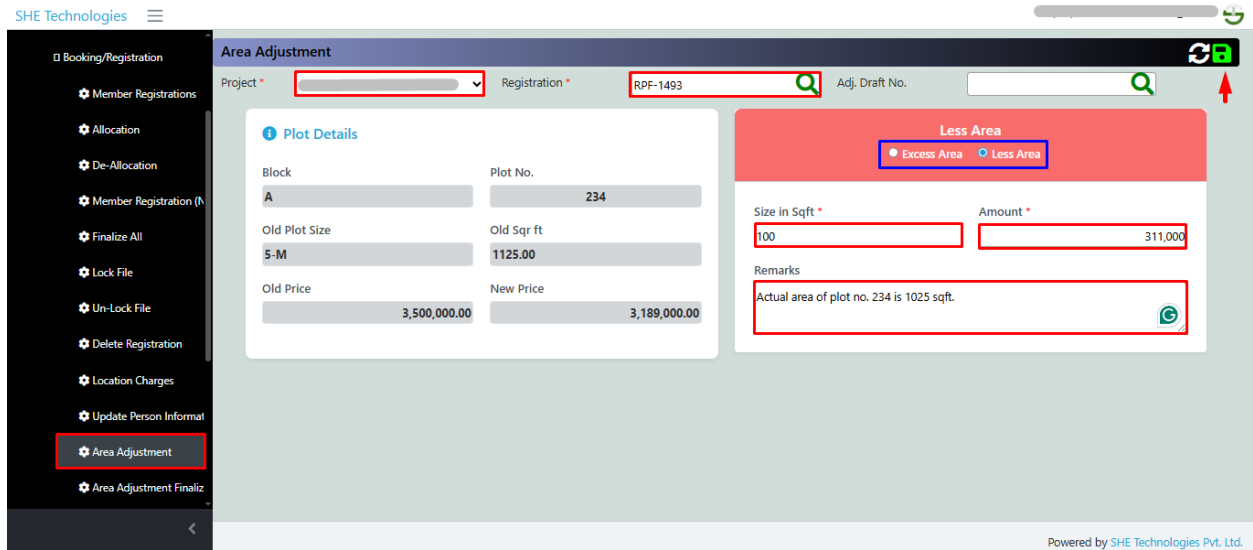 SHE Technologies
Booking/Registration
Member Registrations
Allocation
De-Allocation
Member Registration (N
Finalize All
Lock File
Un-Lock File
Delete Registration
Location Charges
Update Person Informat
Area Adjustment
Area Adjustment Finaliz
Area Adjustment
Project * Registration * RPF-1493 Adj. Draft No.
Plot Details
Block Plot No.
A 234
Old Plot Size Old Sqr ft
5-M 1125.00
Old Price New Price
3,500,000.00 3,189,000.00
Less Area
Excess Area Less Area
Size in Sqft * Amount *
100 311,000
Remarks
Actual area of plot no. 234 is 1025 sqft.
Powered by SHE Technologies Pvt. Ltd.